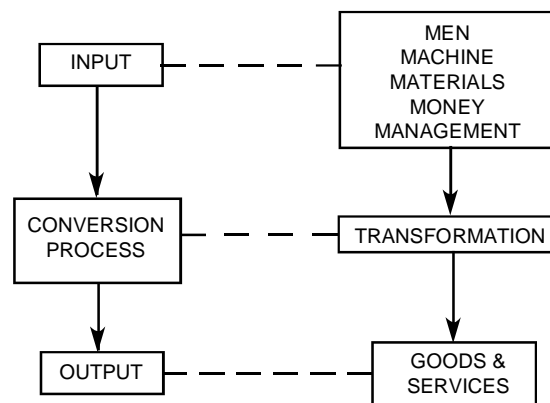 INPUT
MEN
MACHINE
MATERIALS
MONEY
MANAGEMENT
CONVERSION
PROCESS
TRANSFORMATION
OUTPUT
GOODS &
SERVICES